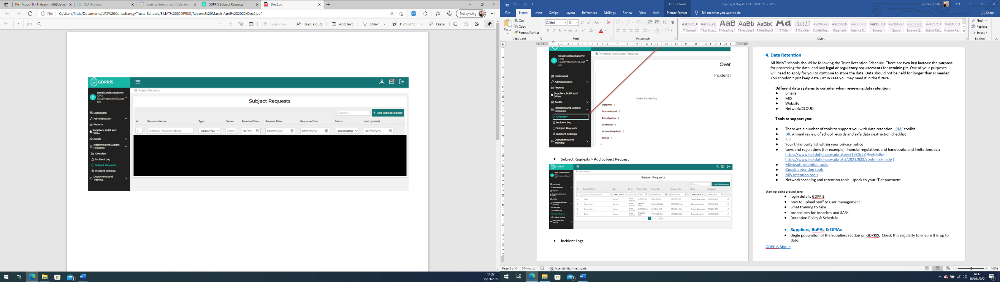 Inbox (1) - lindsey.smith@datap
SLA Activites
Learn to Enterprises - Calendar
GDPRiS Subject Requests
Doc2.pdf
File
C:/Users/linds/Documents/LPS%20Consultancy/Trusts-Schools/BMAT%20(GDPRiS)/Reports%20March-April%202022/Doc2.pdf
Not syncing
1 of 1
Page view
Read aloud
Add text
Draw
Highlight
Erase
GDPRiS
Royal Docks Academy
DPO
DataProtectionEducat
ion
Dashboard
Administration
Reports
Suppliers, RoPA and
DPIAs
Audits
Incidents and Subject
Requests
Overview
Incident Log
Subject Requests
Incident Settings
Documents and
Training
/ Subject Requests
Subject Requests
Search...
+ Add Subject Request
Id Request Method Type Owner Received Date Request Date Response Date Status Last Updated
S Search by Request Method Select Type Search dd/mm dd/mm/yyyy dd/mm/yyyy Select Status dd/mm/yyyy
14:37
16/03/2022
Picture Tools
Epping & Royal Dock - 16.03.22 - Word
Lindsey Smith
File Home Insert Design Layout References Mailings Review View Help Picture Format Tell me what you want to do
Share
Paste
Cut
Copy
Format Painter
Clipboard
Calibri 12
Font
Paragraph
¶ Normal
¶ No Spac...
Heading 1
¶ Heading 2
¶ Heading 3
¶ Title
¶ Subtitle
Subtle Em...
Emphasis
Intense E...
Strong
Quote
Intense Q...
Subtle Ref...
Intense Re...
Styles
Find
Replace
Select
Editing
Royal Docks Academy
DPO
DataProtectionEducat
ion
Dashboard
Administration
Reports
Suppliers, RoPA and
DPIAs
Audits
Incidents and Subject
Requests
Overview
Incident Log
Subject Requests
Incident Settings
Documents and
Training
/ Incidents And Subject Requests
Over
Incident
Current Incident Log
Unknown - 0
Acknowledged - 0
Investigating - 0
Confirmed - 0
Actions Completed - 0
Closed - 0
0
• Subject Requests > Add Subject Request
GDPRiS
Subject Requests
+ Add Subject Request
• Incident Log>
4. Data Retention
All BMAT schools should be following the Trust Retention Schedule. There are two key factors: the purpose
for processing the data, and any legal or regulatory requirements for retaining it. One of your purposes
will need to apply for you to continue to store the data. Data should not be held for longer than is needed.
You shouldn't just keep data just in case you may need it in the future.
Different data systems to consider when reviewing data retention:
• Emails
• MIS
• Website
• Network/CLOUD
Tools to support you:
• There are a number of tools to support you with data retention: IRMS toolkit
• DfE Annual review of school records and safe data destruction checklist
• ICO
• Your third-party list within your privacy notice
• Laws and regulations (for example, financial regulations and handbooks and limitations act:
https://www.legislation.gov.uk/ukpga/1980/58 /legislation:
https://www.legislation.gov.uk/uksi/2021/833/contents/made )
• Microsoft retention tools
• Google retention tools
• MIS retention tools
• Network scanning and retention tools - speak to your IT department
Starting point ground zero –
• login details GDPRiS
• how to upload staff to user management
• what training to take
• procedures for breaches and SARs
• Retention Policy & Schedule
• Suppliers, RoPAs & DPIAs
• Begin population of the Suppliers section on GDPRiS. Check this regularly to ensure it is up to
date.
GDPRiS Sign In
Page 3 of 4
574 words
Accessibility: Investigate
100%
14:37
16/03/2022